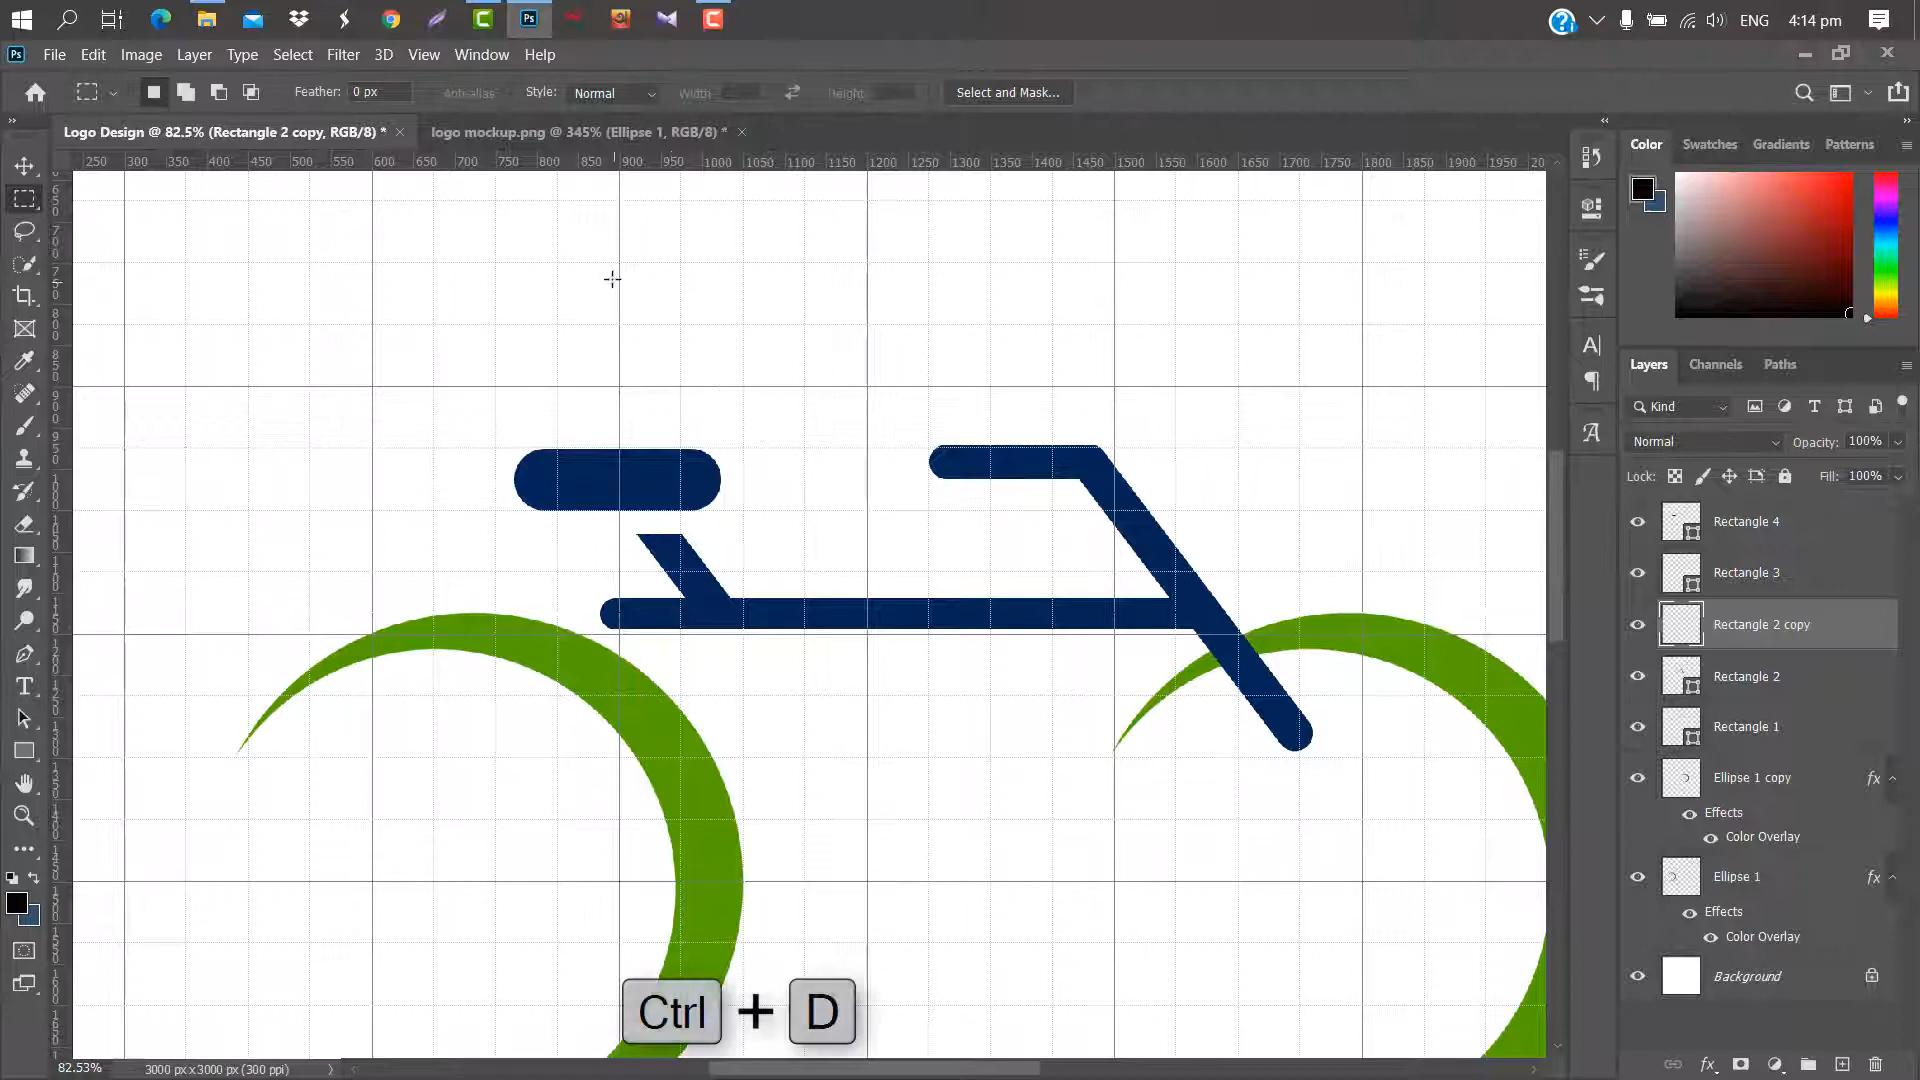 ENG 4:14 pm
Ps File Edit Image Layer Type Select Filter 3D View Window Help
Feather: 0 px Anti-alias Style: Normal Width: Height: Select and Mask...
Logo Design @ 82.5% (Rectangle 2 copy, RGB/8) * logo mockup.png @ 345% (Ellipse 1, RGB/8) *
250 300 350 400 450 500 550 600 650 700 750 800 850 900 950 1000 1050 1100 1150 1200 1250 1300 1350 1400 1450 1500 1550 1600 1650 1700 1750 1800 1850 1900 1950 20
Color Swatches Gradients Patterns
Layers Channels Paths
Kind
Normal Opacity: 100%
Lock: Fill: 100%
Rectangle 4
Rectangle 3
Rectangle 2 copy
Rectangle 2
Rectangle 1
Ellipse 1 copy fx
Effects
Color Overlay
Ellipse 1 fx
Effects
Color Overlay
Background
Ctrl + D
82.53% 3000 px x 3000 px (300 ppi)